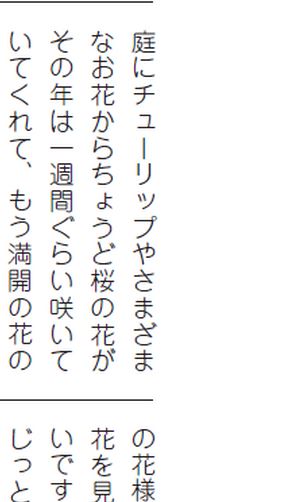 庭にチューリップやさまざま
なお花からちょうど桜の花が
その年は一週間ぐらい咲いて
いてくれて、もう満開の花の
の花様
花を見
いです
じっと